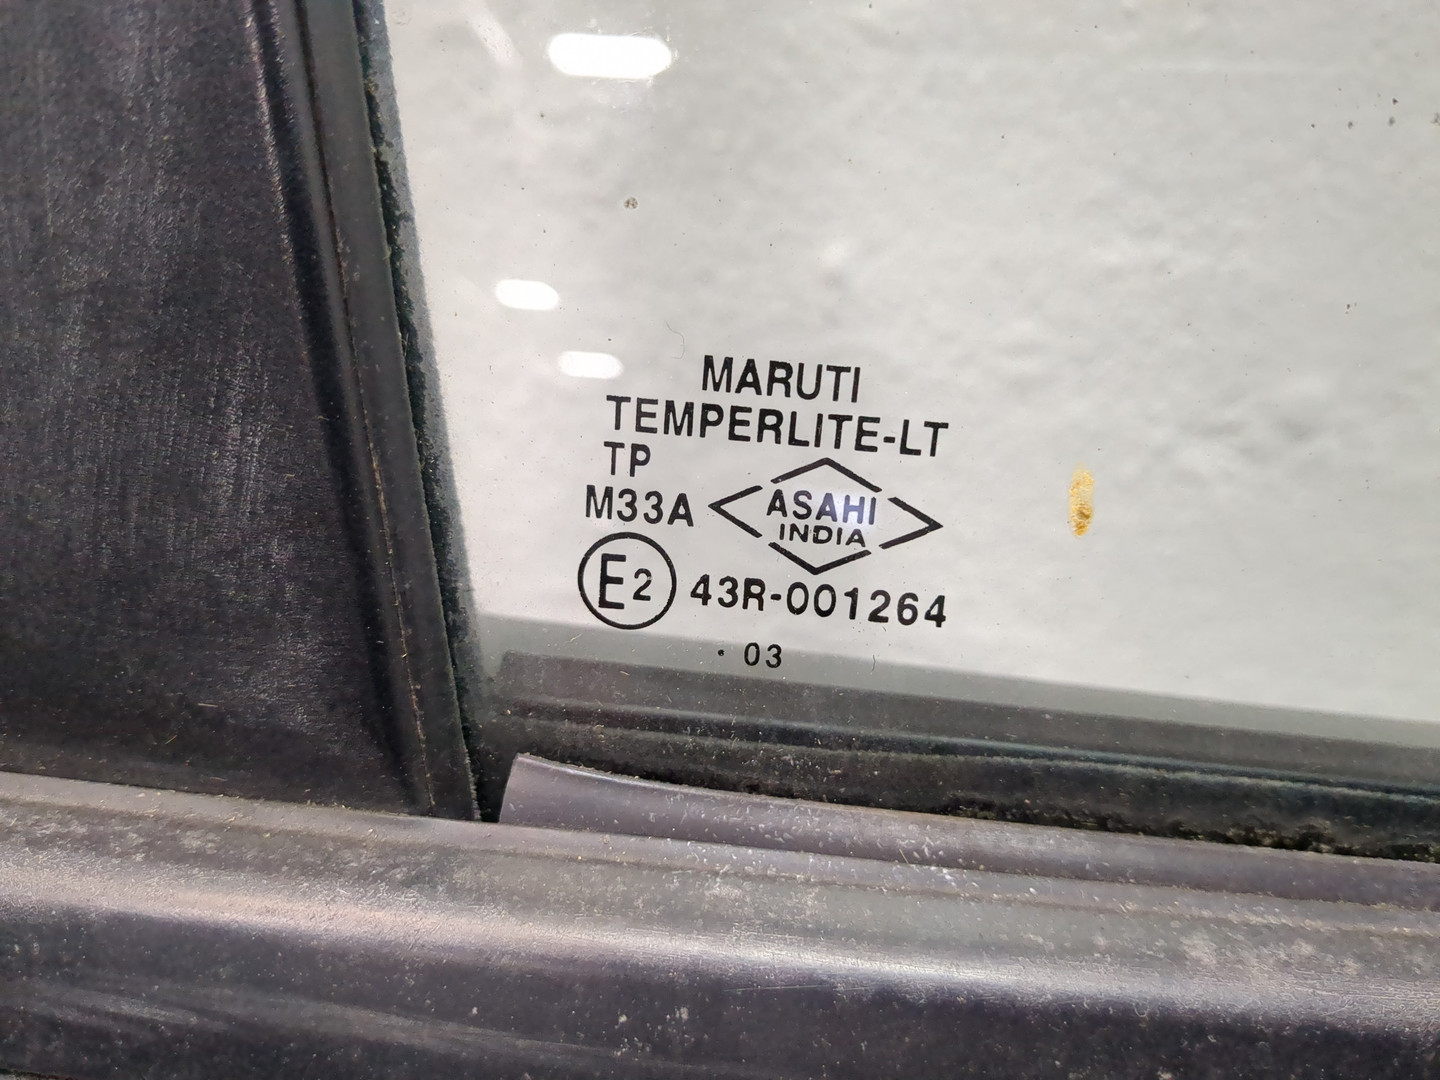 MARUTI
TEMPERLITE-LT
TP
M33A
ASAHI
INDIA
E2
43R-001264
. 03